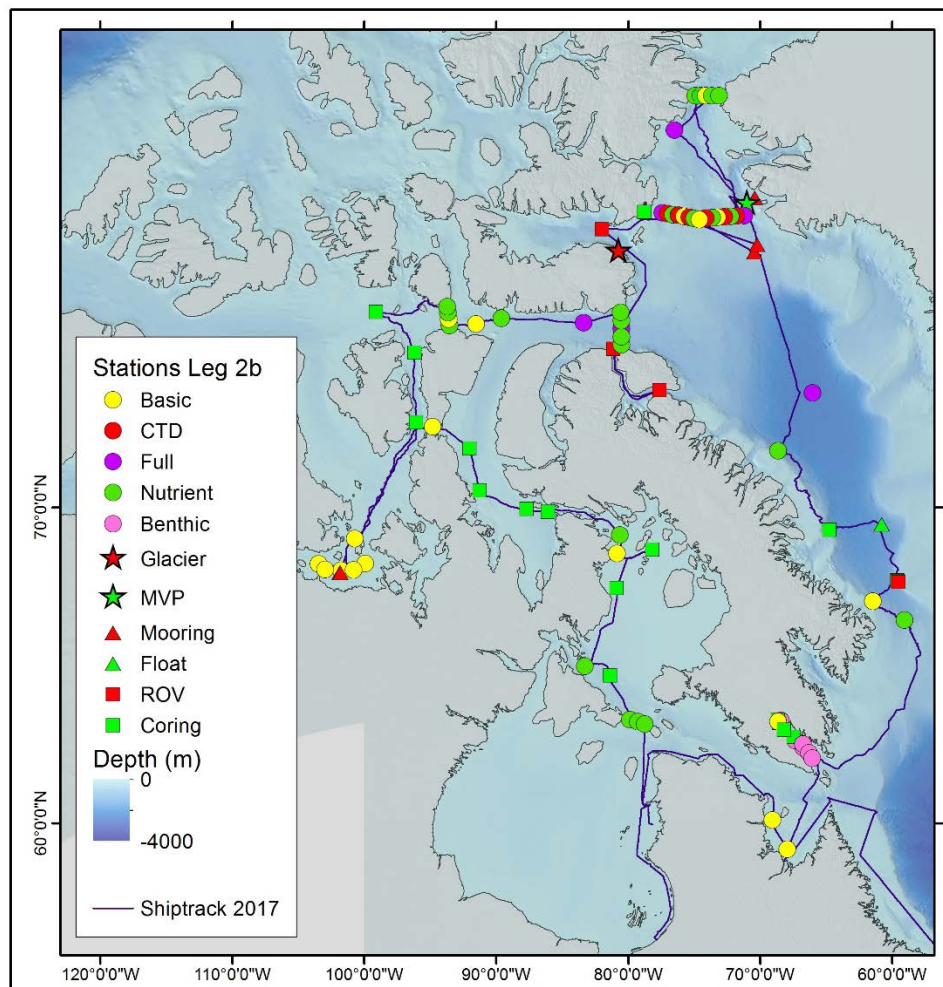 Stations Leg 2b
Basic
CTD
Full
Nutrient
Benthic
Glacier
MVP
Mooring
Float
ROV
Coring
Depth (m)
0
-4000
Shiptrack 2017
70°0'0"N
60°0'0"N
120°0'0"W
110°0'0"W
100°0'0"W
90°0'0"W
80°0'0"W
70°0'0"W
60°0'0"W